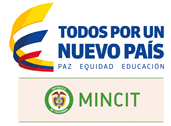 TODOS POR UN
NUEVO PAÍS
PAZ EQUIDAD EDUCACIÓN
MINCIT